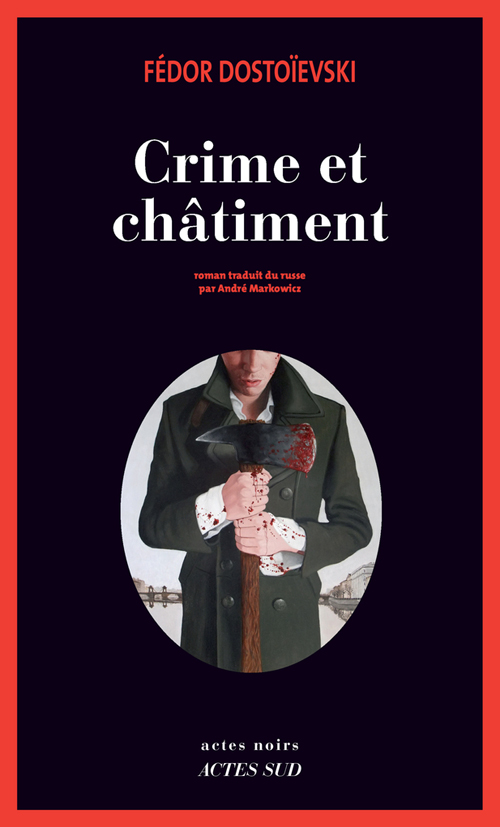 FÉDOR DOSTOÏEVSKI
Crime et
châtiment
roman traduit du russe
par André Markowicz
actes noirs
ACTES SUD